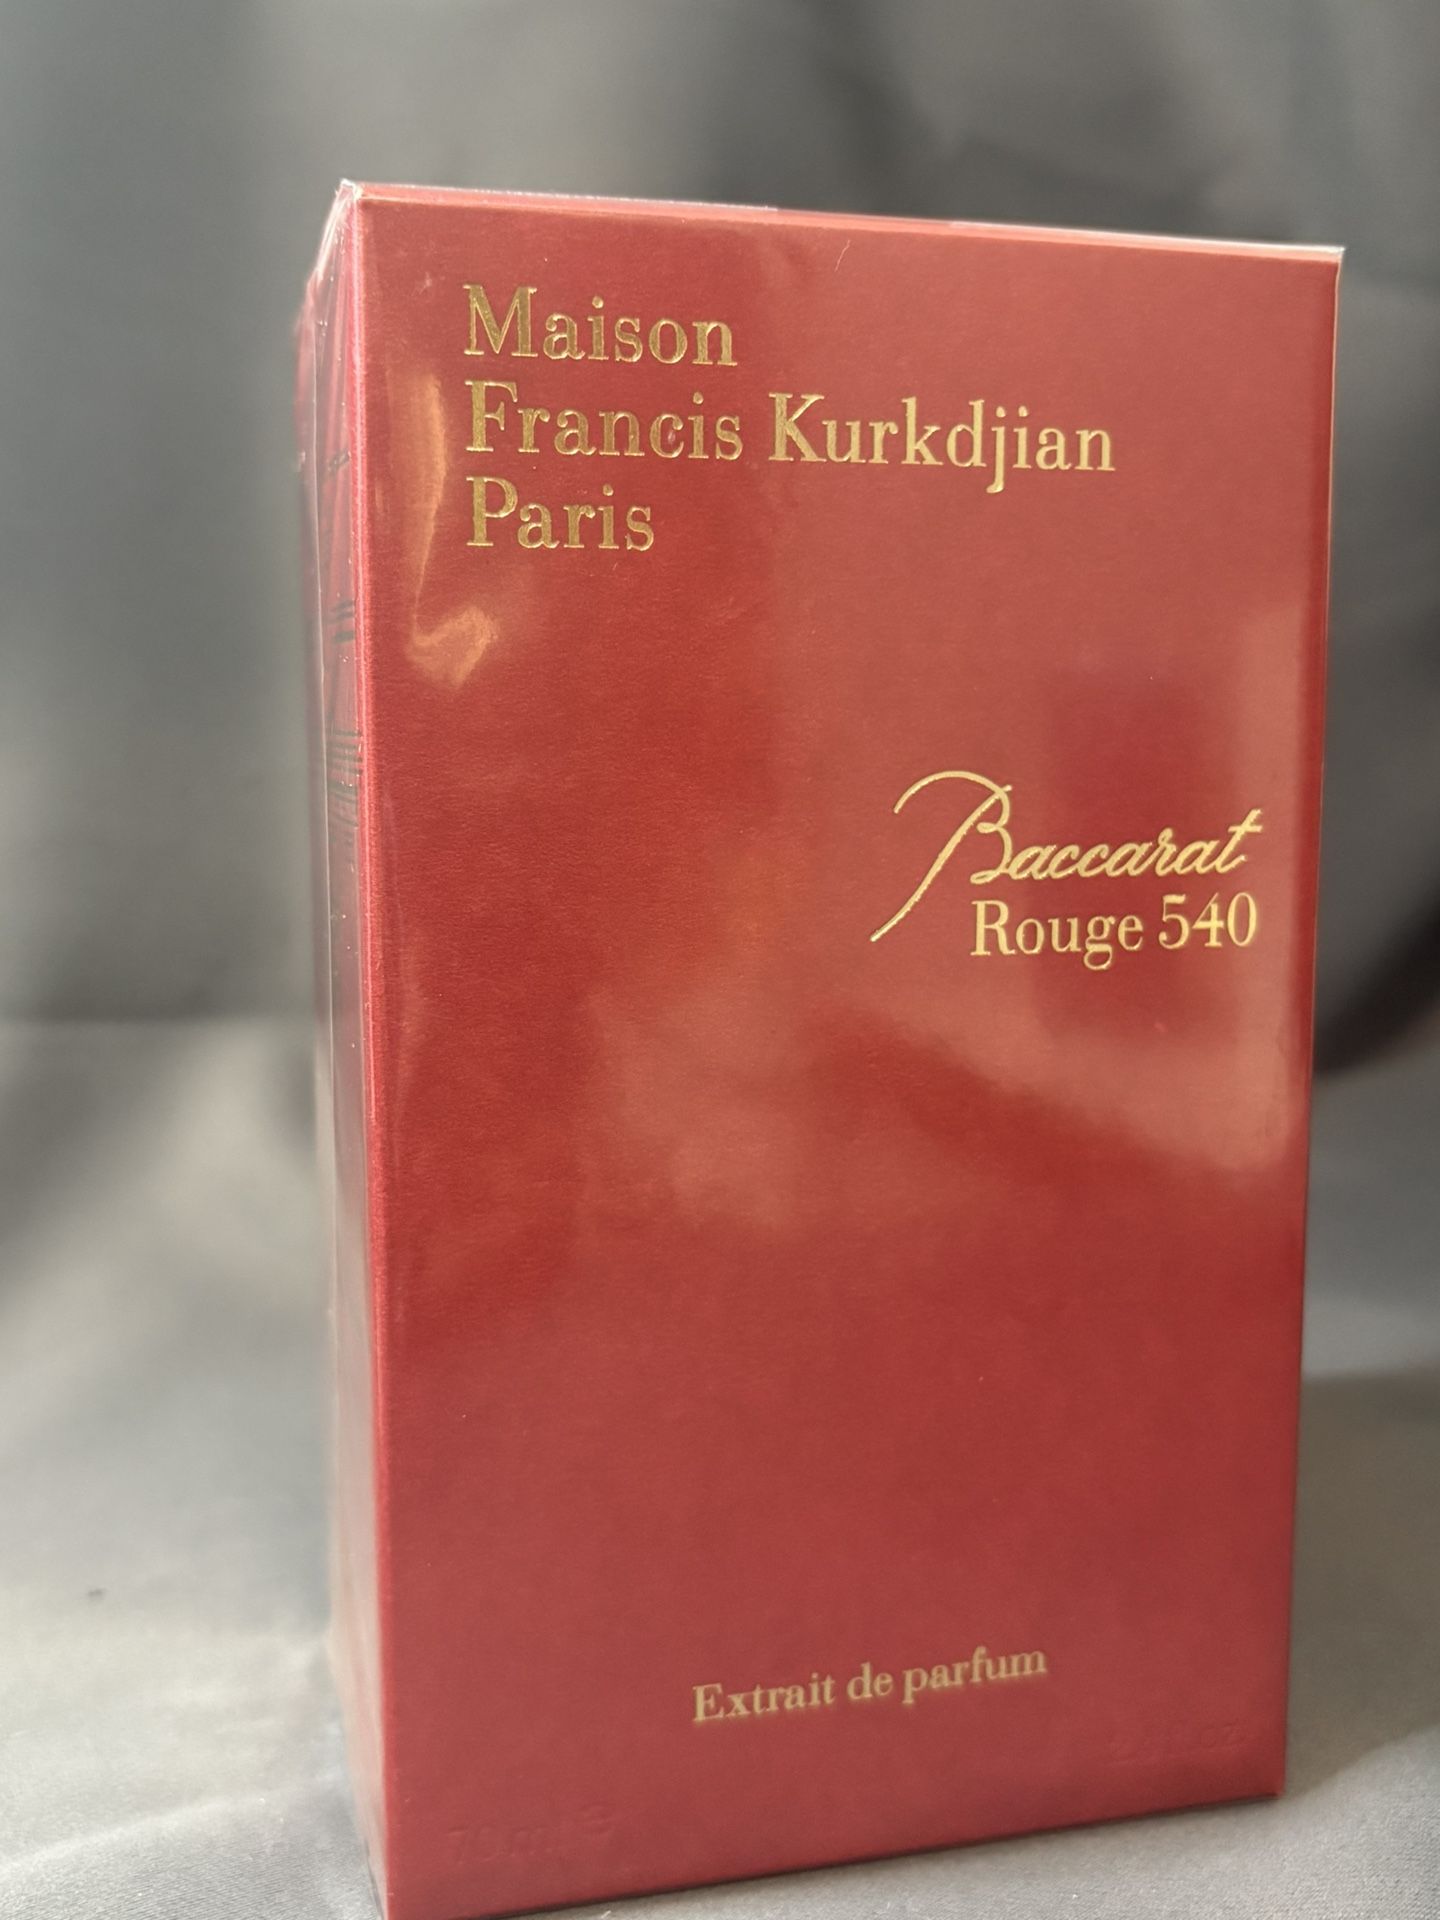 Maison
Francis Kurkdjian
Paris
Baccarat
Rouge 540
Extrait de parfum